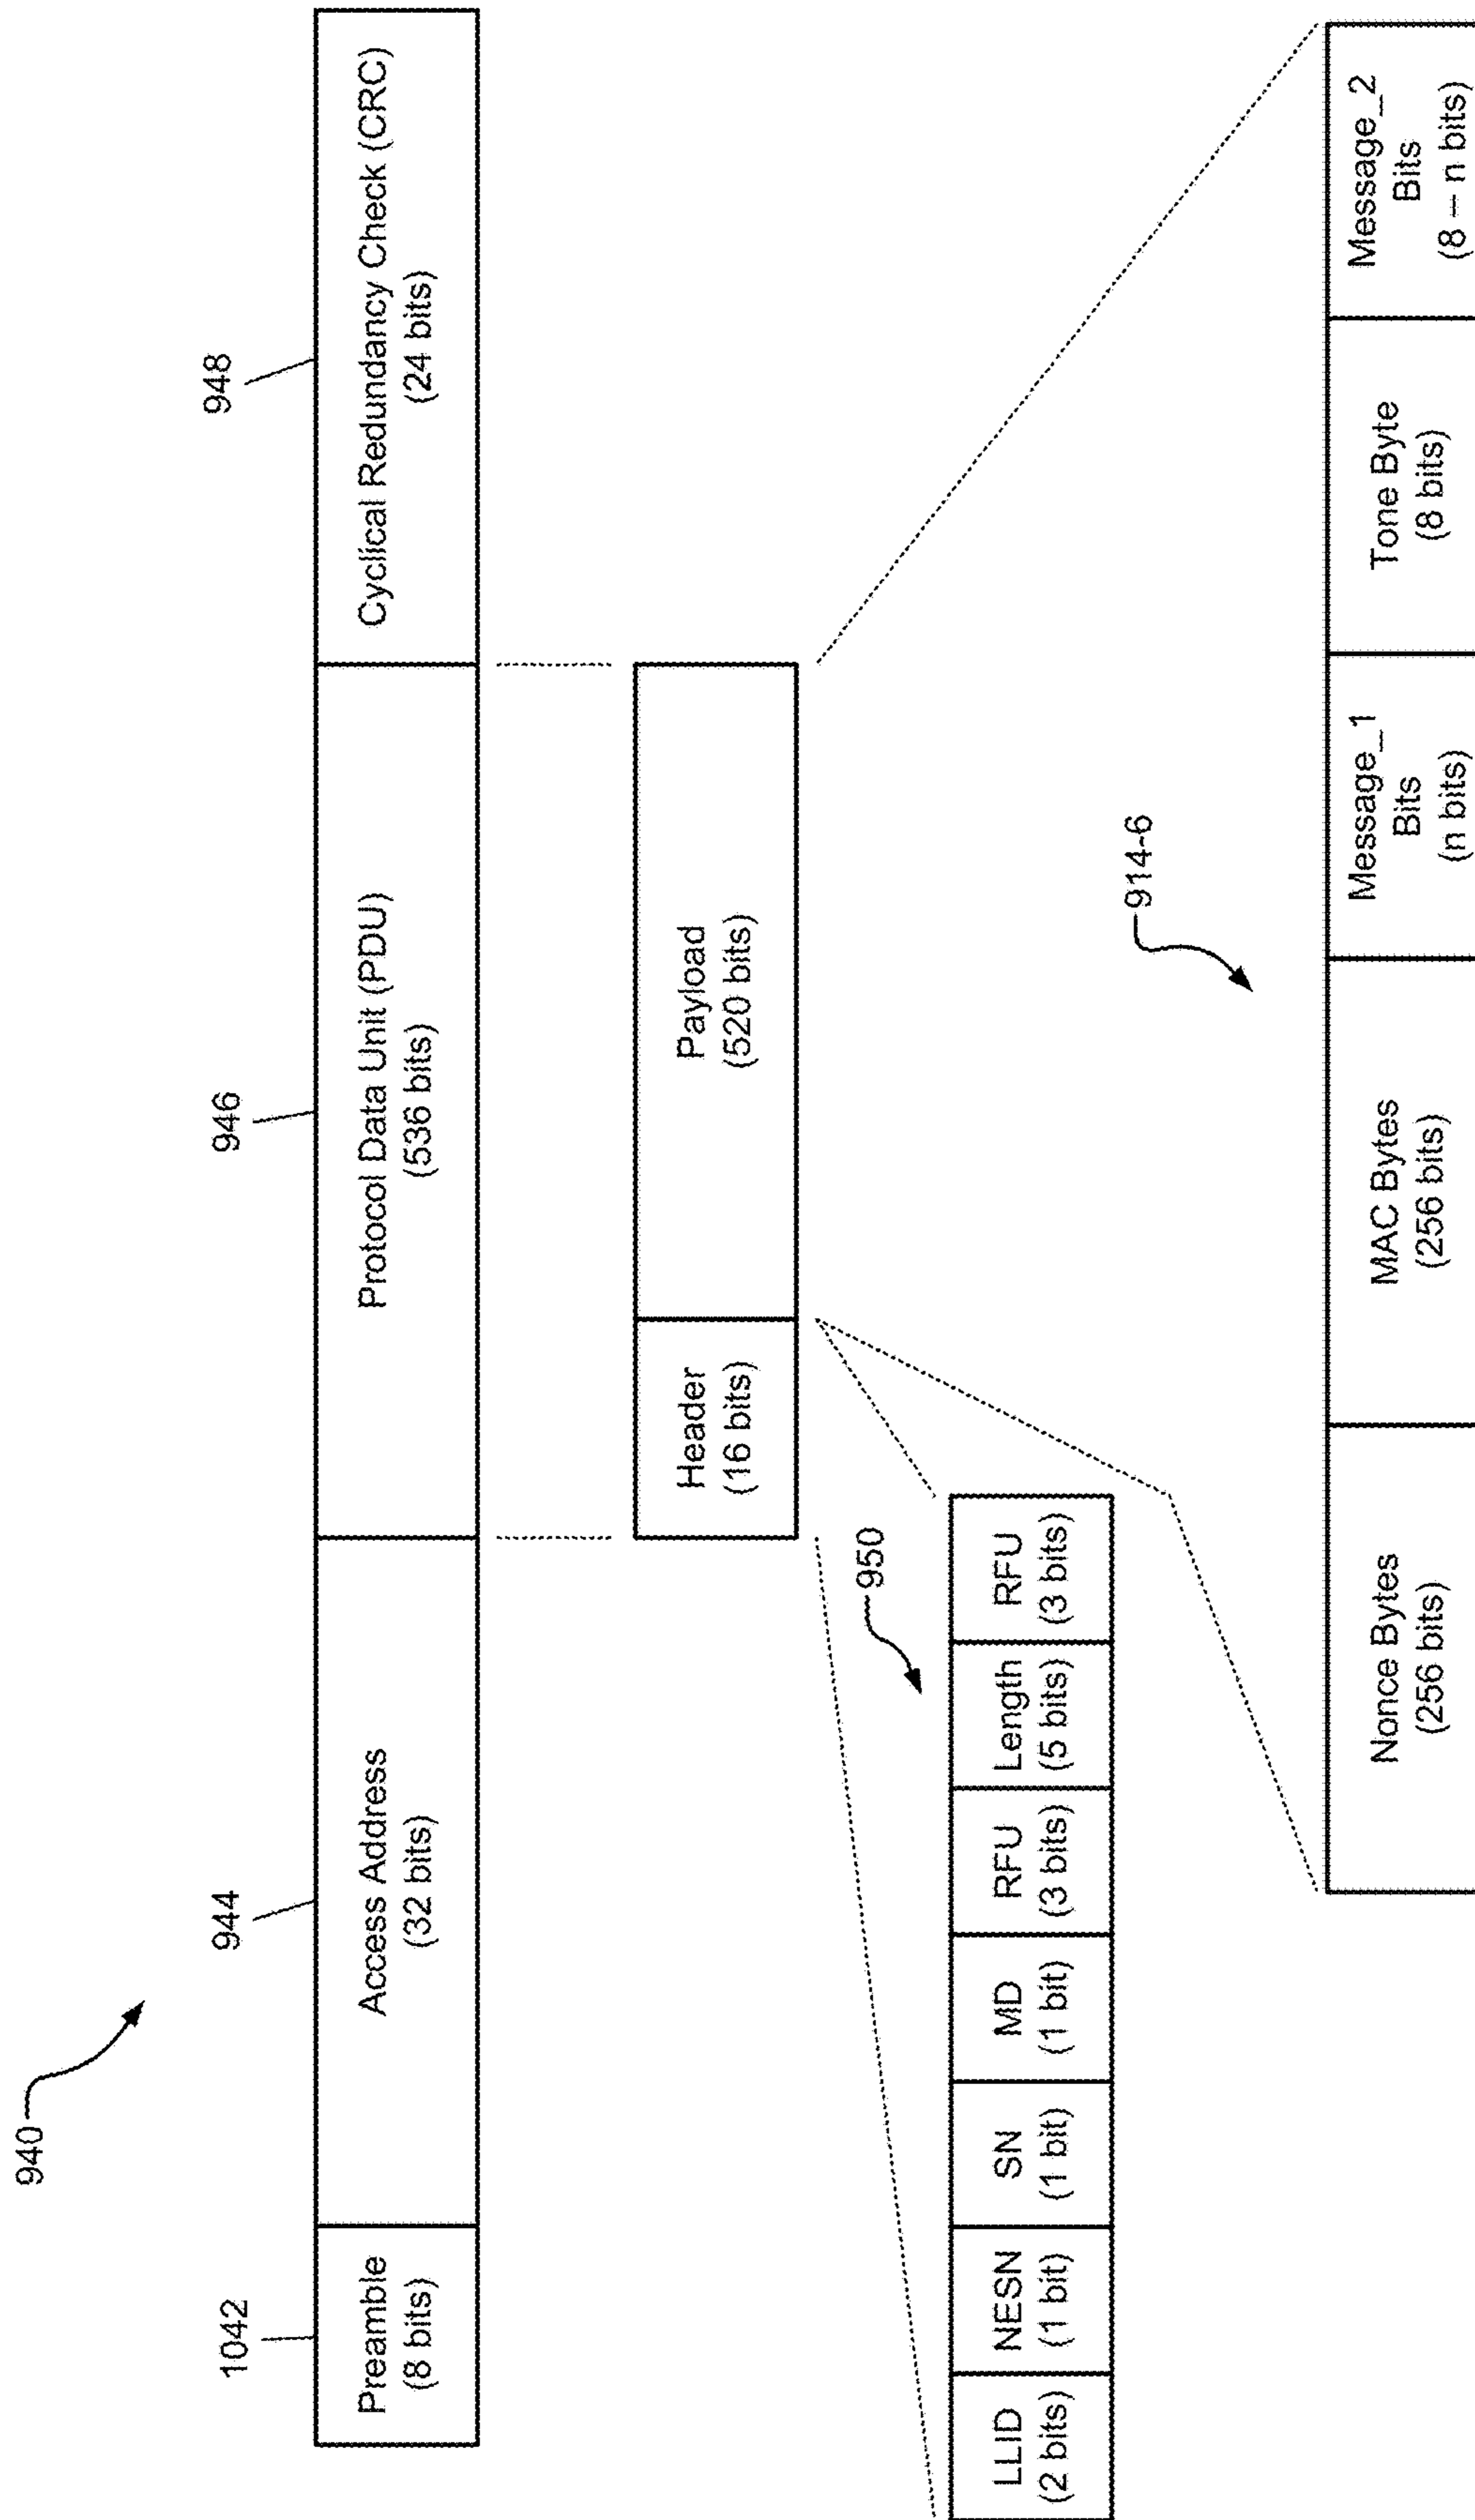 940
1042
944
946
948
Preamble
(8 bits)
Access Address
(32 bits)
Protocol Data Unit (PDU)
(536 bits)
Cyclical Redundancy Check (CRC)
(24 bits)
Header
(16 bits)
Payload
(520 bits)
950
LLID
(2 bits)
NESN
(1 bit)
SN
(1 bit)
MD
(1 bit)
RFU
(3 bits)
Length
(5 bits)
RFU
(3 bits)
914-6
Nonce Bytes
(256 bits)
MAC Bytes
(256 bits)
Message_1
Bits
(n bits)
Tone Byte
(8 bits)
Message_2
Bits
(8 – n bits)